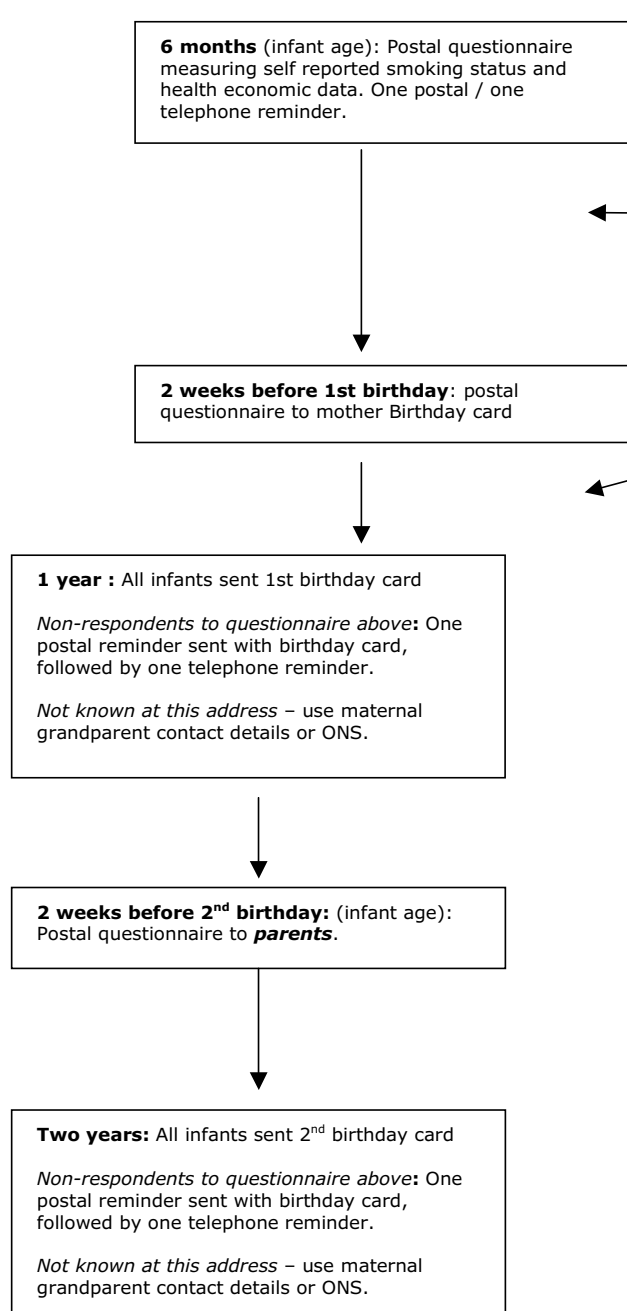 6 months (infant age): Postal questionnaire
measuring self reported smoking status and
health economic data. One postal / one
telephone reminder.
2 weeks before 1st birthday: postal
questionnaire to mother Birthday card
1 year : All infants sent 1st birthday card
Non-respondents to questionnaire above: One
postal reminder sent with birthday card,
followed by one telephone reminder.
Not known at this address – use maternal
grandparent contact details or ONS.
2 weeks before 2nd birthday: (infant age):
Postal questionnaire to parents.
Two years: All infants sent 2nd birthday card
Non-respondents to questionnaire above: One
postal reminder sent with birthday card,
followed by one telephone reminder.
Not known at this address – use maternal
grandparent contact details or ONS.